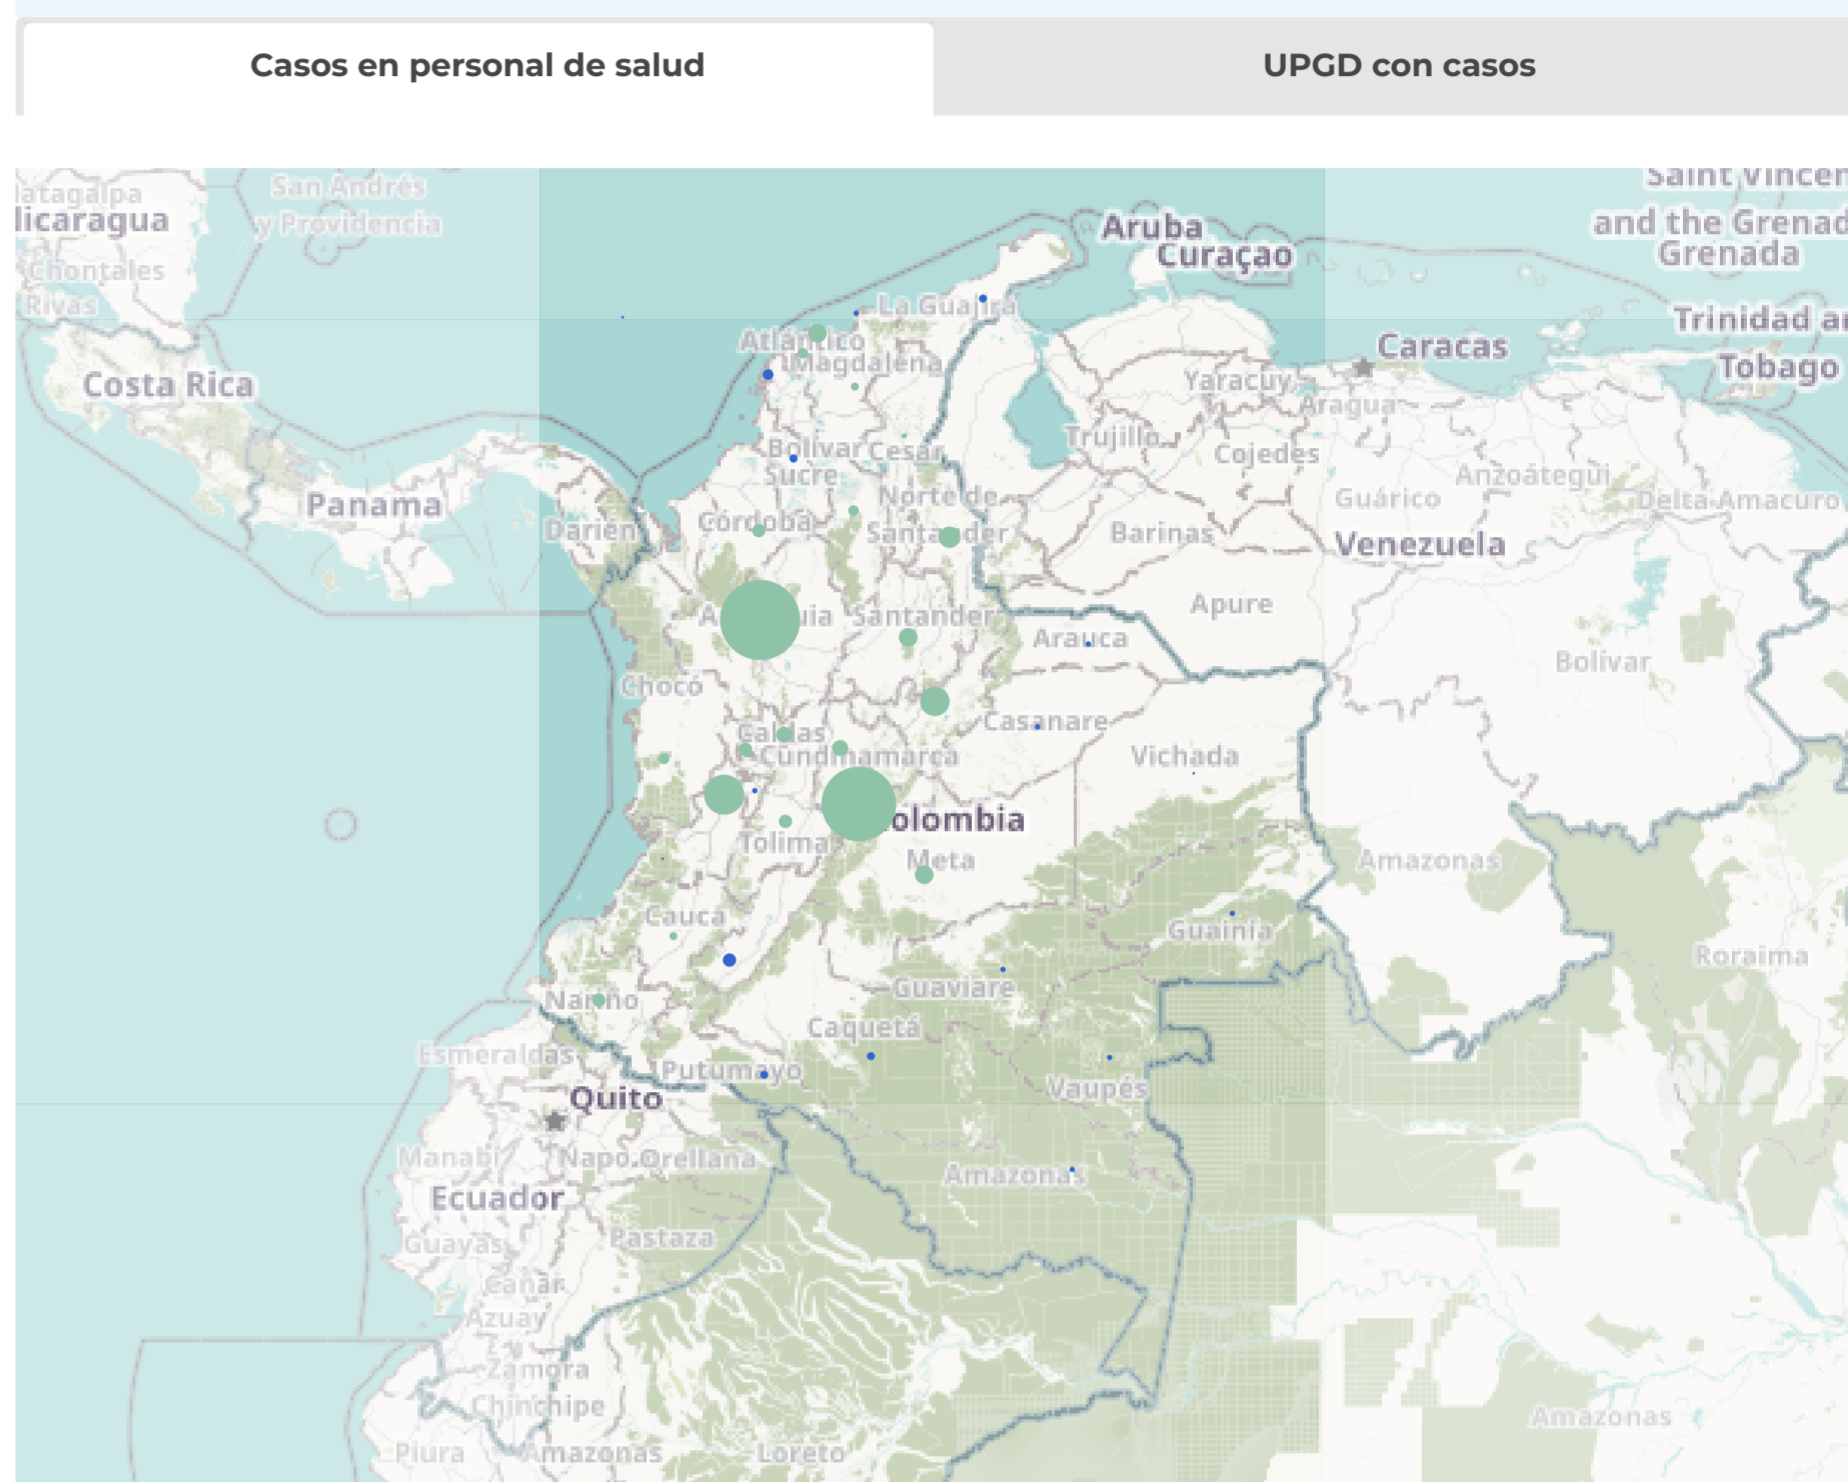 Casos en personal de salud
UPGD con casos
San Andrés
y Providencia
Chontales
Rivas
Costa Rica
Panama
Darién
Aruba
Curaçao
La Guajira
Magdalena
Bolívar
Cesar
Sucre
Norte de
Santander
Córdoba
Santander
Chocó
Cundinamarca
Tolima
Colombia
Meta
Cauca
Nariño
Caquetá
Putumayo
Arauca
Casanare
Vichada
Guainía
Guaviare
Vaupés
Amazonas
Caracas
Yaracuy
Aragua
Trujillo
Cojedes
Guárico
Anzoátegui
Delta Amacuro
Barinas
Venezuela
Apure
Bolívar
Amazonas
Roraima
Grenada
and the Grenad
Grenada
Trinidad a
Tobago
Esmeraldas
Quito
Manabí
Napo
Orellana
Ecuador
Pastaza
Guayas
Cañar
Azuay
Zamora
Chinchipe
Piura
Amazonas
Loreto
Amazonas